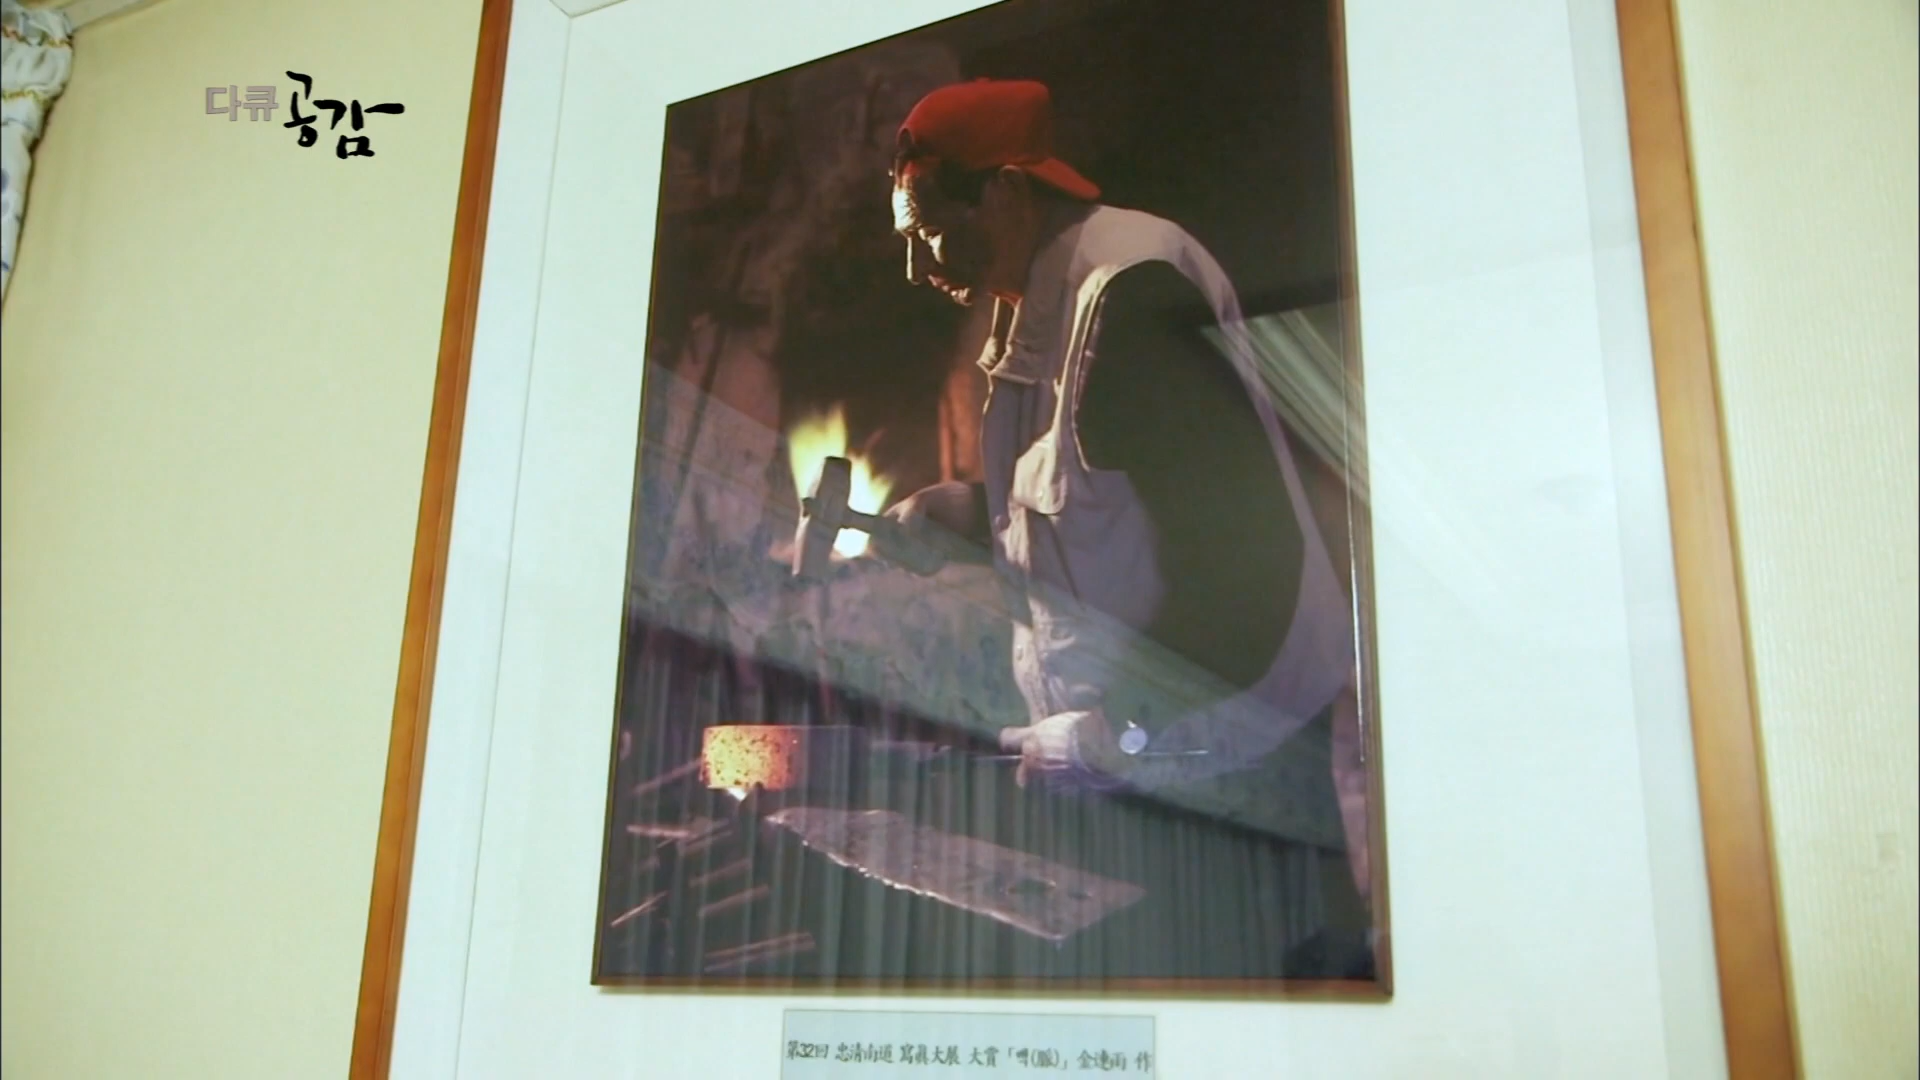 다큐 공감
第32回 忠清南道 寫眞大展 大賞「맥(脈)」金連雨 作